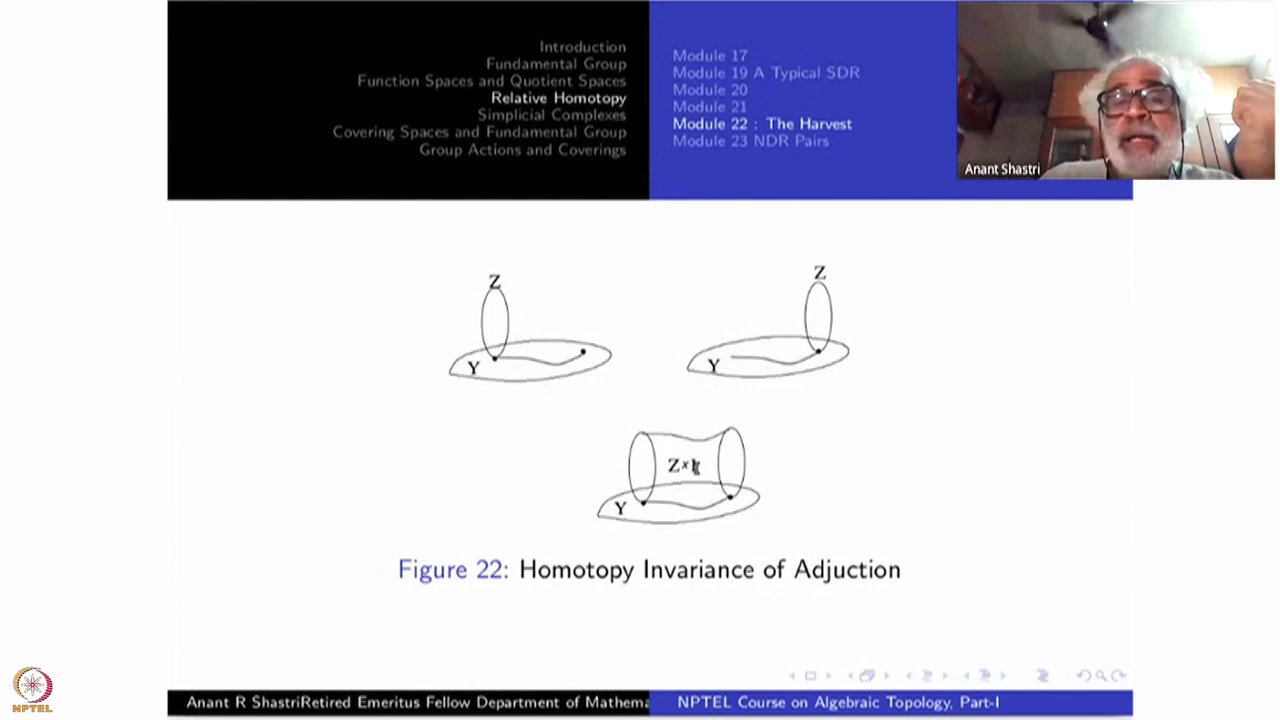 Introduction
Fundamental Group
Function Spaces and Quotient Spaces
Relative Homotopy
Simplicial Complexes
Covering Spaces and Fundamental Group
Group Actions and Coverings
Module 17
Module 19 A Typical SDR
Module 20
Module 21
Module 22 : The Harvest
Module 23 NDR Pairs
Anant Shastri
Z
Y
Z
Y
Z×I
Y
Figure 22: Homotopy Invariance of Adjuction
NPTEL
Anant R ShastriRetired Emeritus Fellow Department of Mathema
NPTEL Course on Algebraic Topology, Part-I